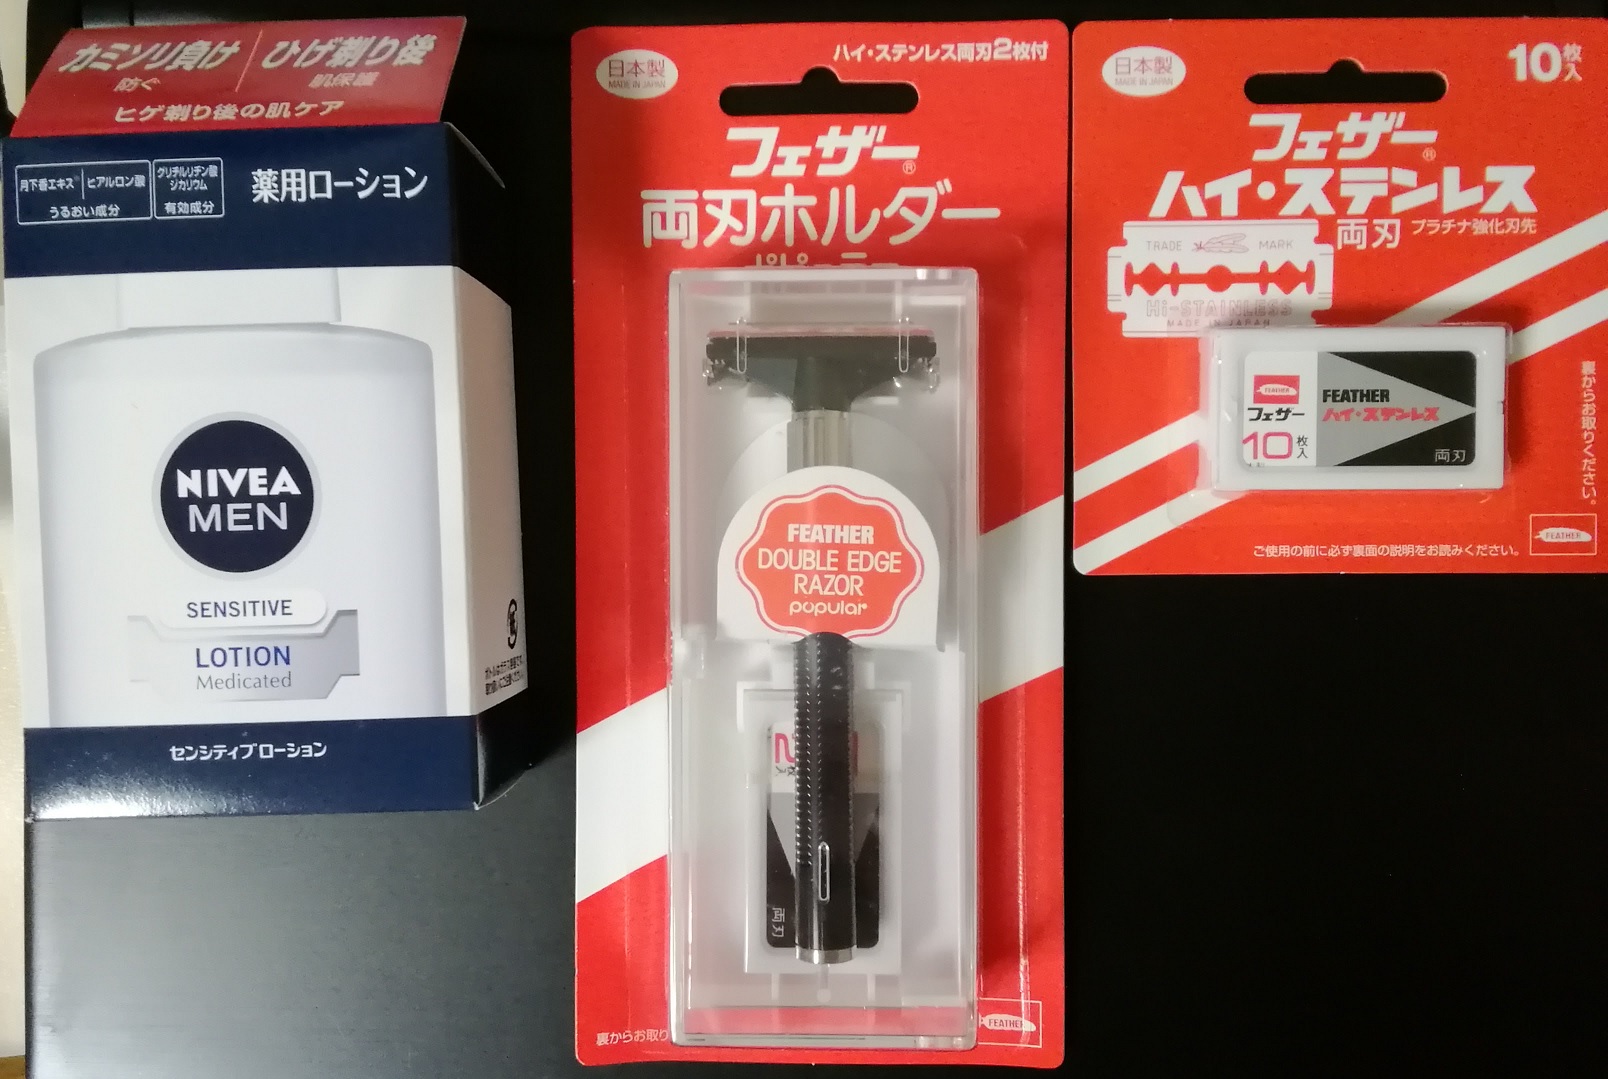 カミソリ負け
防ぐ
ひげ剃り後
肌保護
ヒゲ剃り後の肌ケア
月下香エキス
ヒアルロン酸
うるおい成分
グリチルリチン酸
ジカリウム
有効成分
薬用ローション
NIVEA
MEN
SENSITIVE
LOTION
Medicated
センシティブローション
日本製
MADE IN JAPAN
ハイ・ステンレス両刃2枚付
フェザー®
両刃ホルダー
FEATHER
DOUBLE EDGE
RAZOR
popular
両刃
裏からお取り
FEATHER
日本製
MADE IN JAPAN
10枚入
フェザー®
ハイ・ステンレス
両刃 プラチナ強化刃先
TRADE MARK
Hi-STAINLESS
MADE IN JAPAN
FEATHER
フェザー
10枚入
FEATHER
ハイ・ステンレス
両刃
裏からお取りください。
ご使用の前に必ず裏面の説明をお読みください。
FEATHER